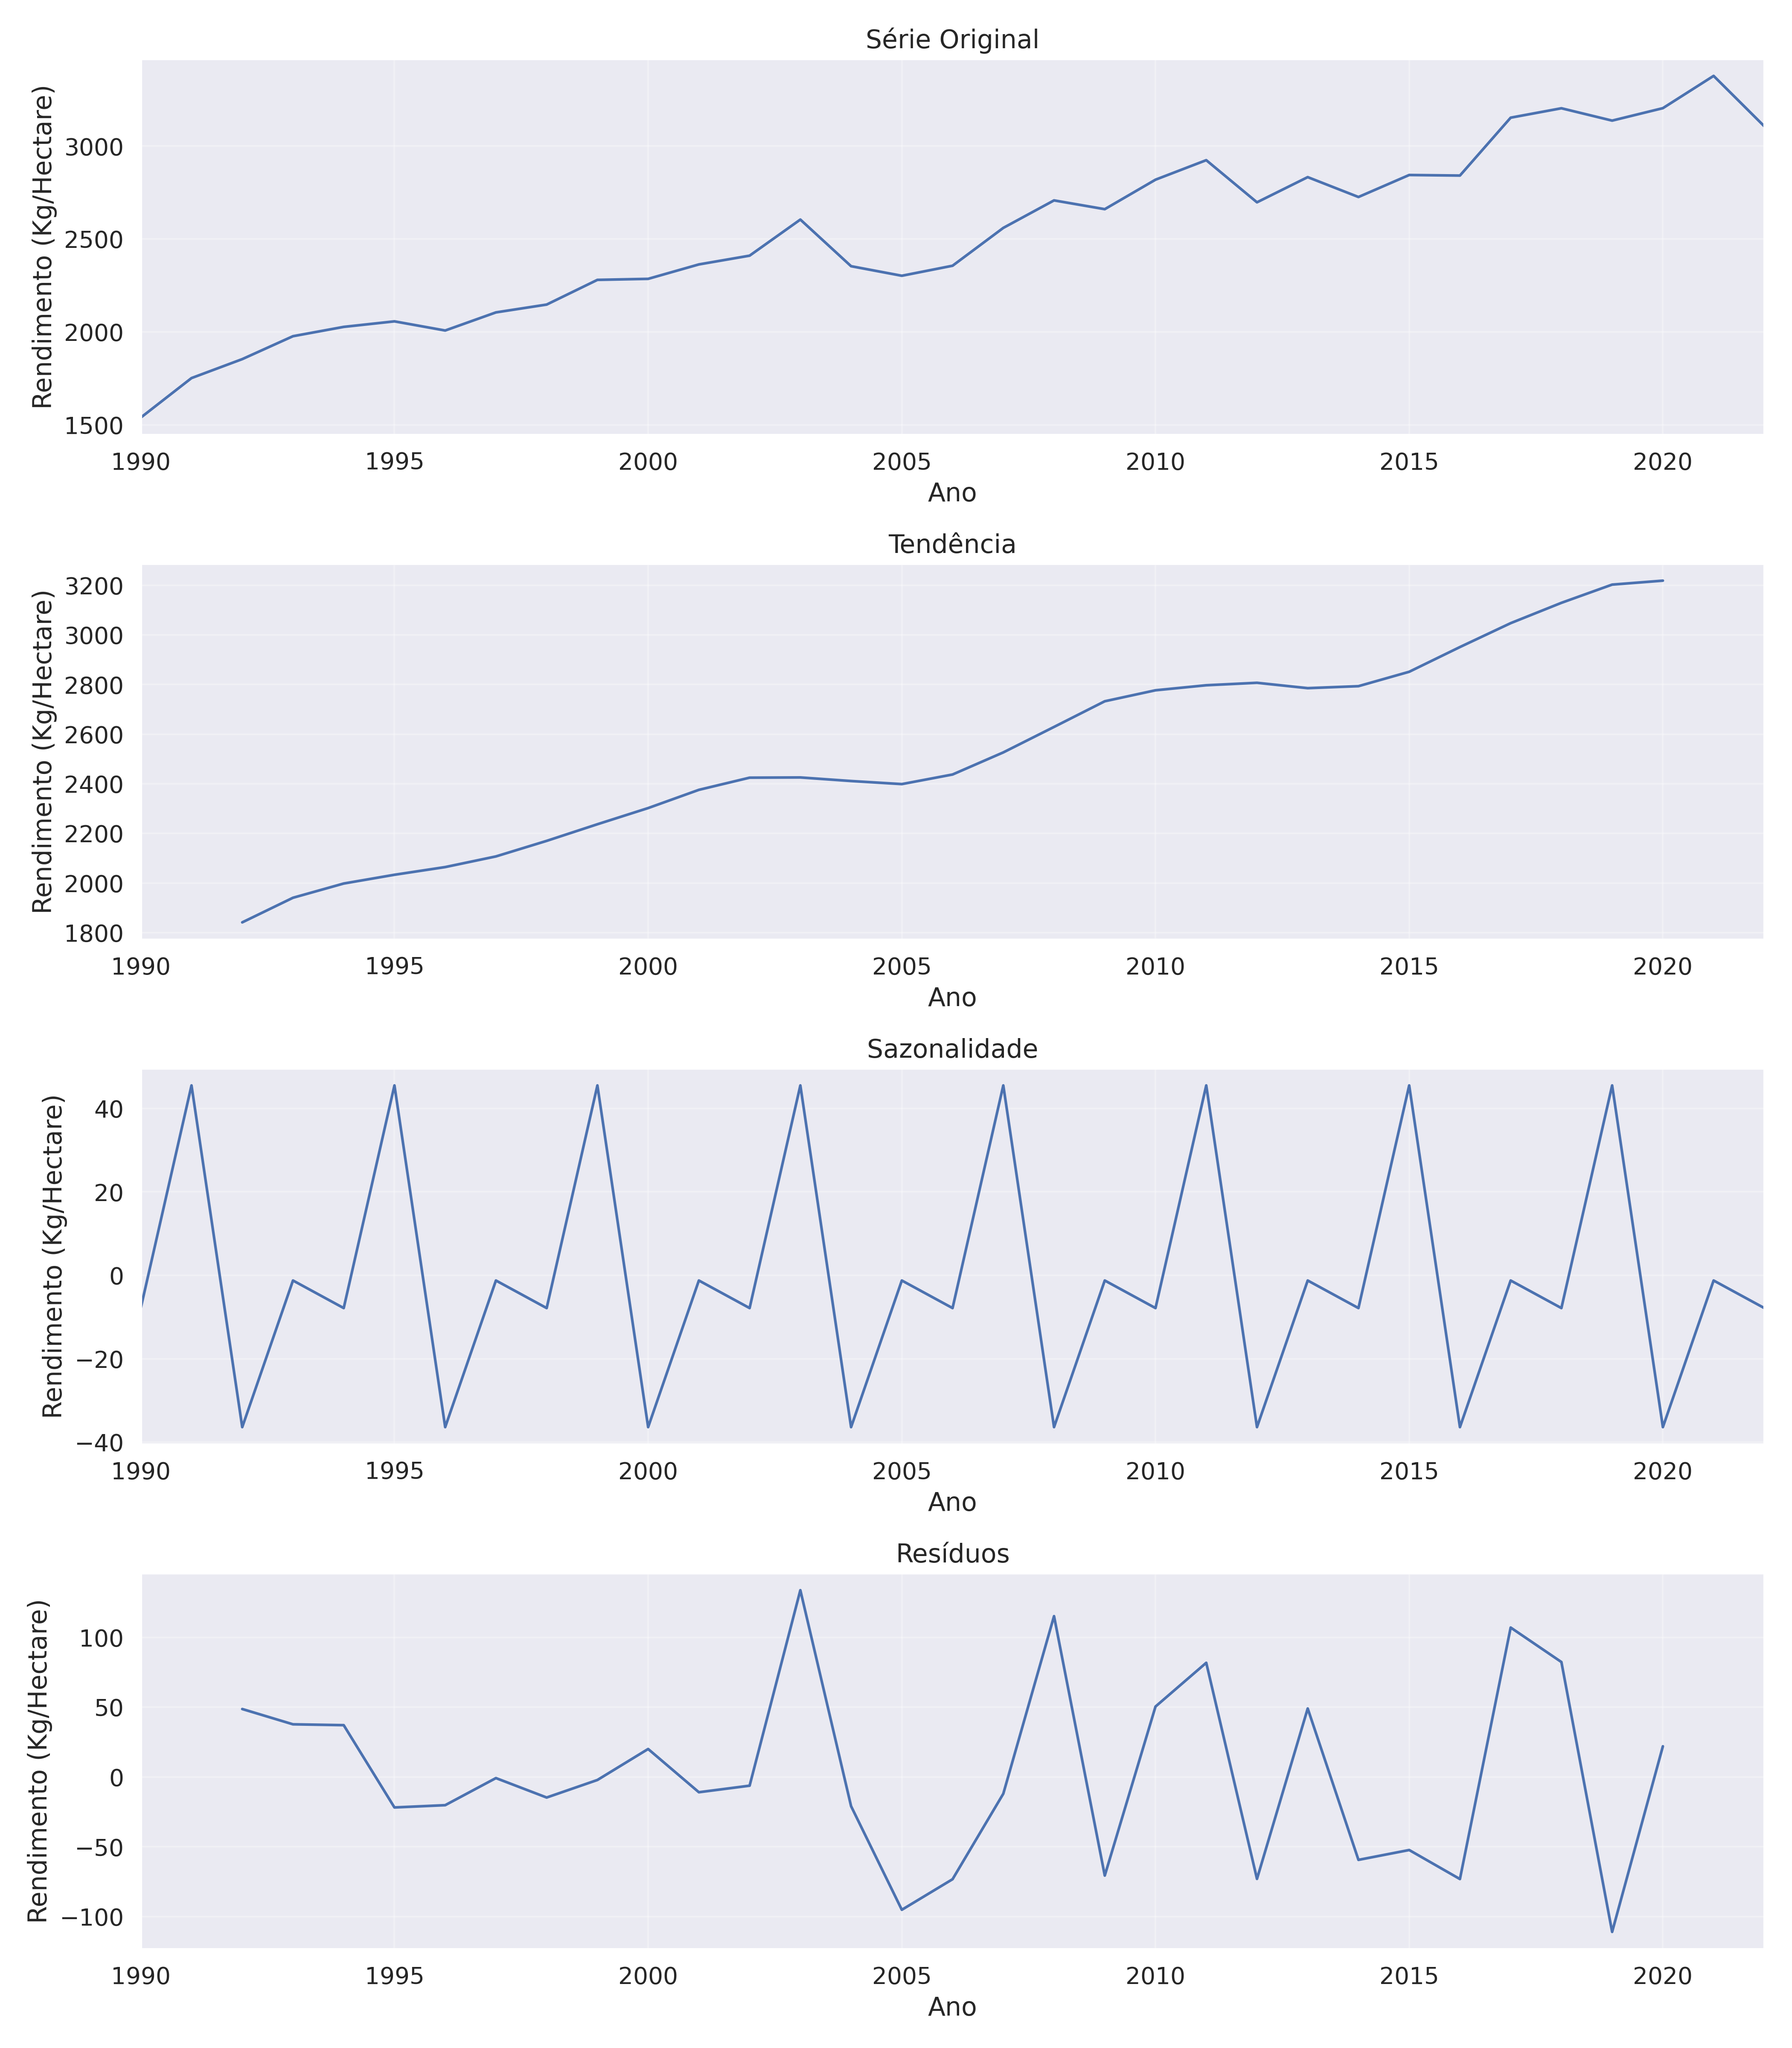 Série Original
Rendimento (Kg/Hectare)
3000
2500
2000
1500
1990 1995 2000 2005 2010 2015 2020
Ano
Tendência
Rendimento (Kg/Hectare)
3200
3000
2800
2600
2400
2200
2000
1800
1990 1995 2000 2005 2010 2015 2020
Ano
Sazonalidade
Rendimento (Kg/Hectare)
40
20
0
−20
−40
1990 1995 2000 2005 2010 2015 2020
Ano
Resíduos
Rendimento (Kg/Hectare)
100
50
0
−50
−100
1990 1995 2000 2005 2010 2015 2020
Ano